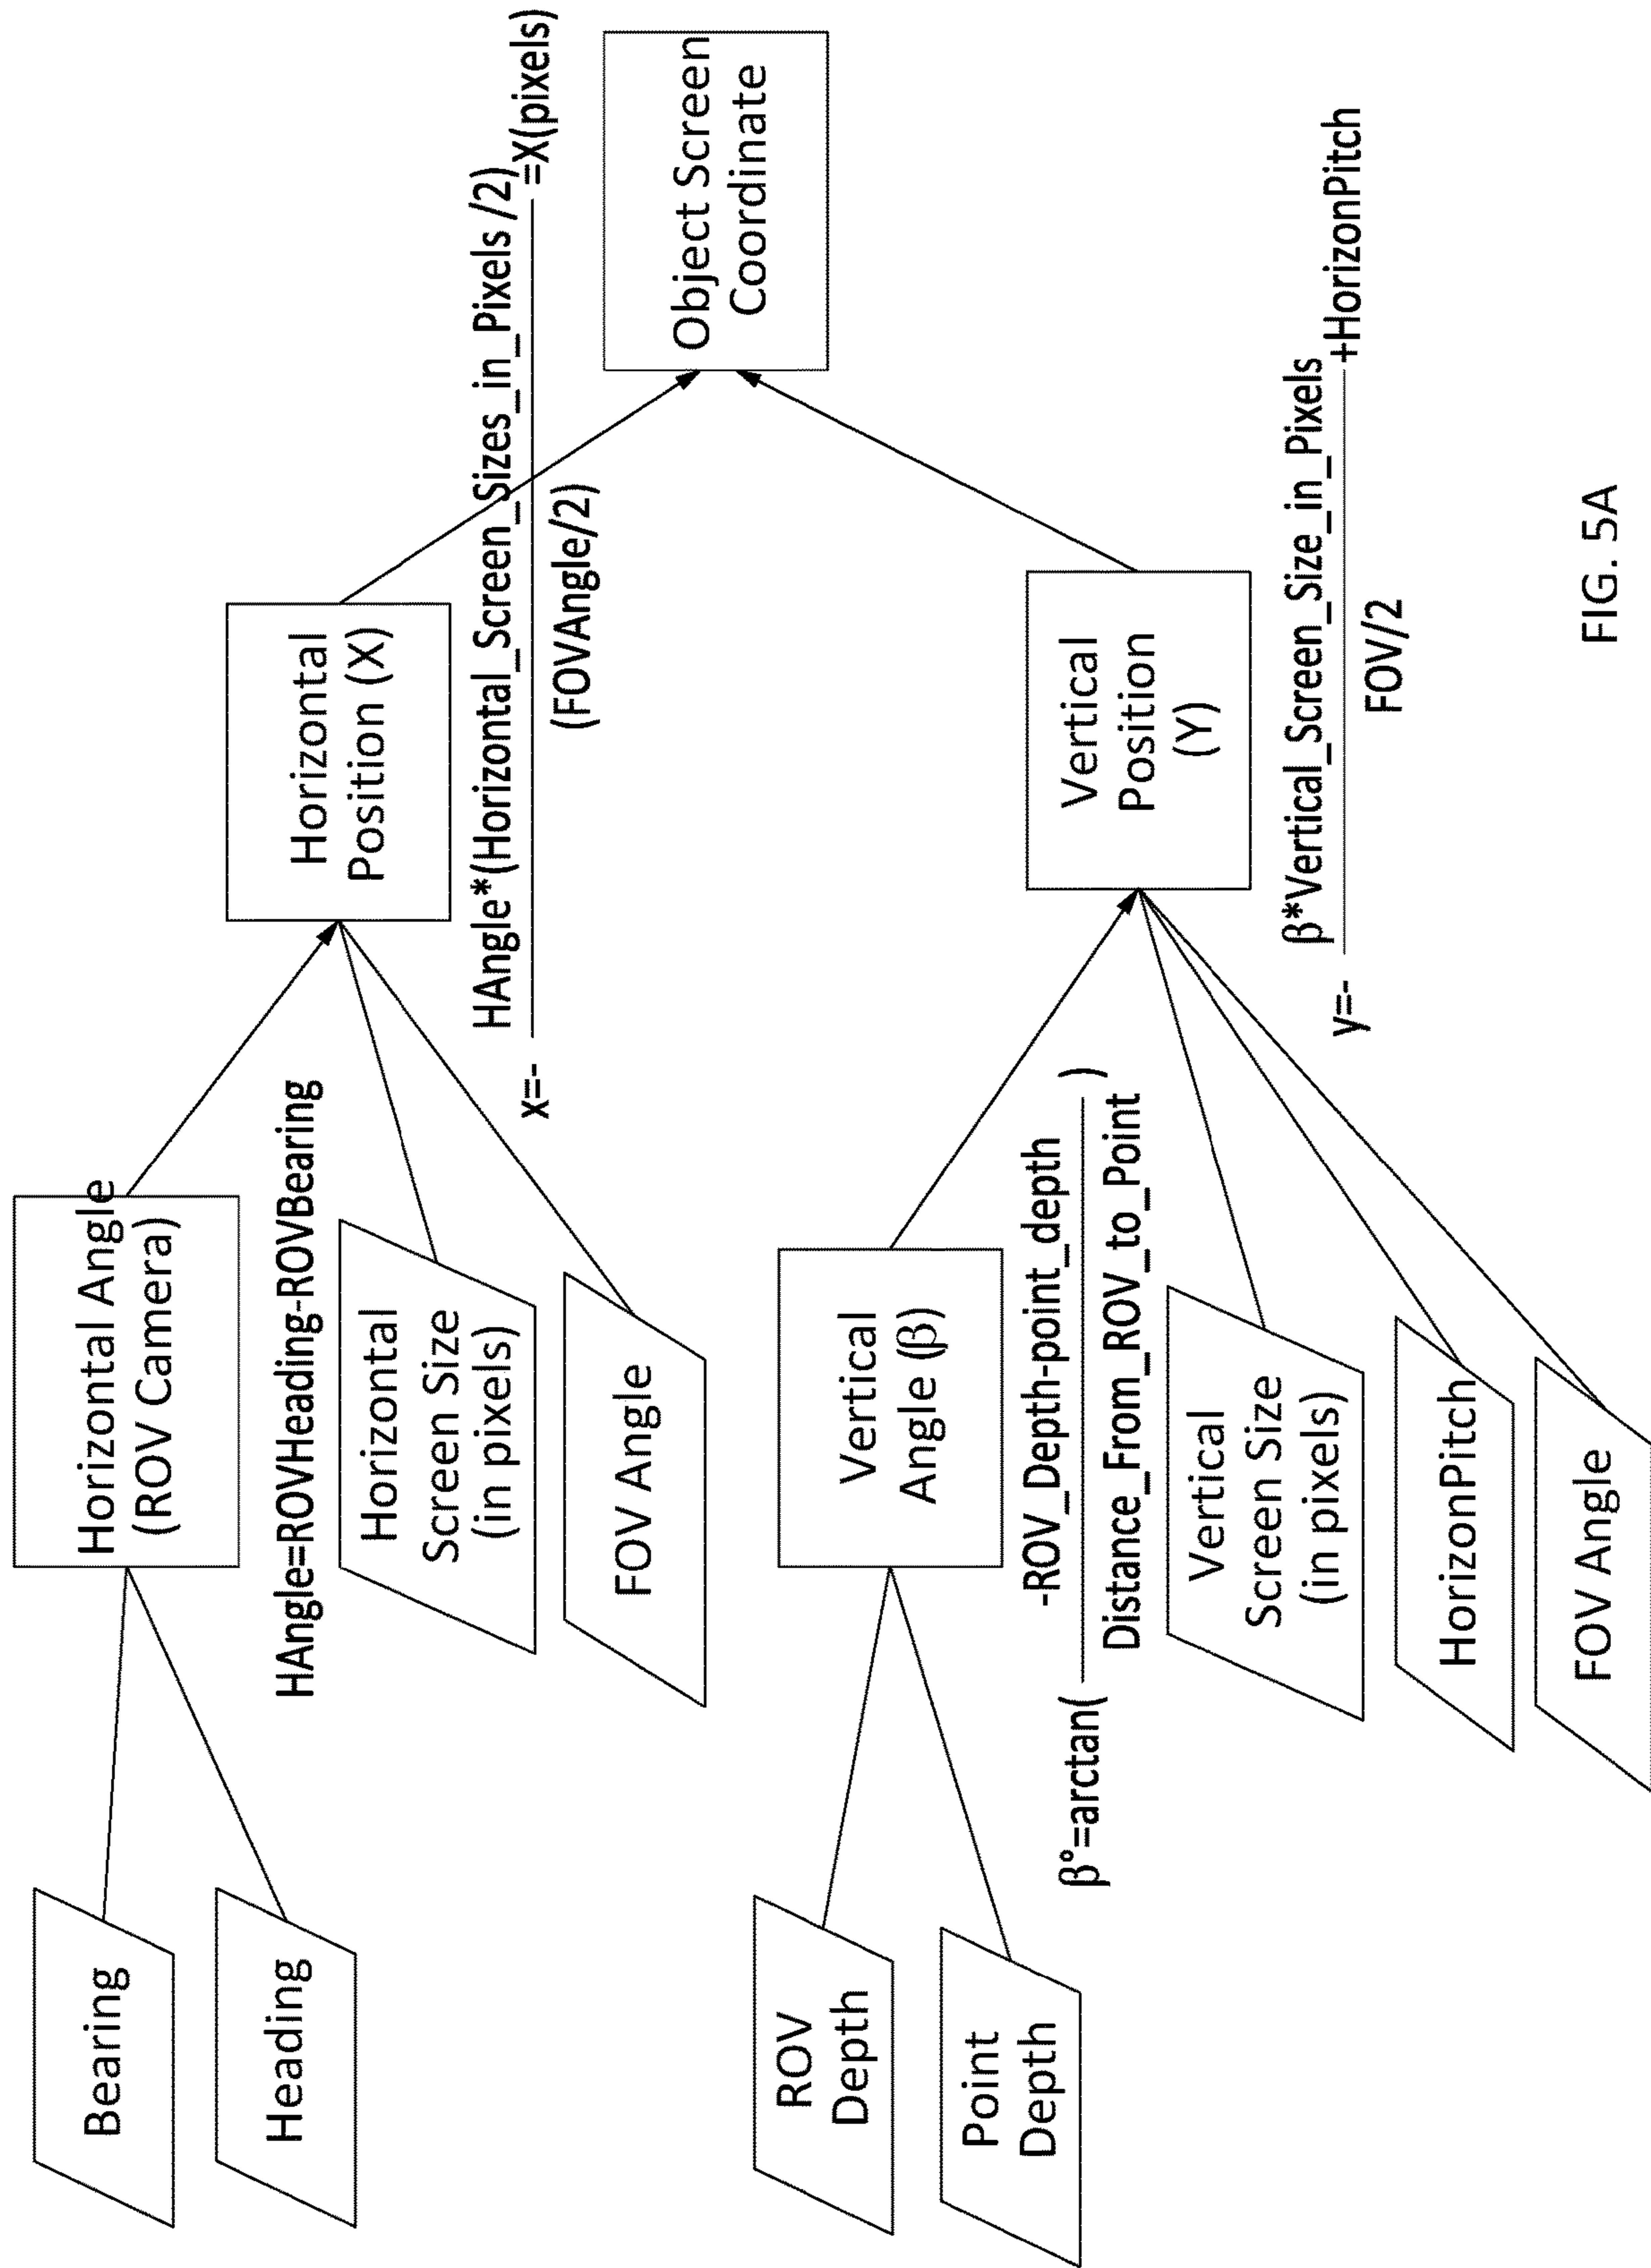 Bearing
Heading
Horizontal Angle
(ROV Camera)
HAngle=ROVHeading-ROVBearing
Horizontal
Screen Size
(in pixels)
FOV Angle
Horizontal
Position (X)
x=- HAngle*(Horizontal_Screen_Sizes_in_Pixels /2) =X(pixels)
(FOVAngle/2)
Object Screen
Coordinate
ROV
Depth
Point
Depth
Vertical
Angle (β)
-ROV_Depth-point_depth
β°=arctan( )
Distance_From_ROV_to_Point
Vertical
Screen Size
(in pixels)
HorizonPitch
FOV Angle
Vertical
Position
(Y)
β*Vertical_Screen_Size_in_Pixels
y=- +HorizonPitch
FOV/2
FIG. 5A